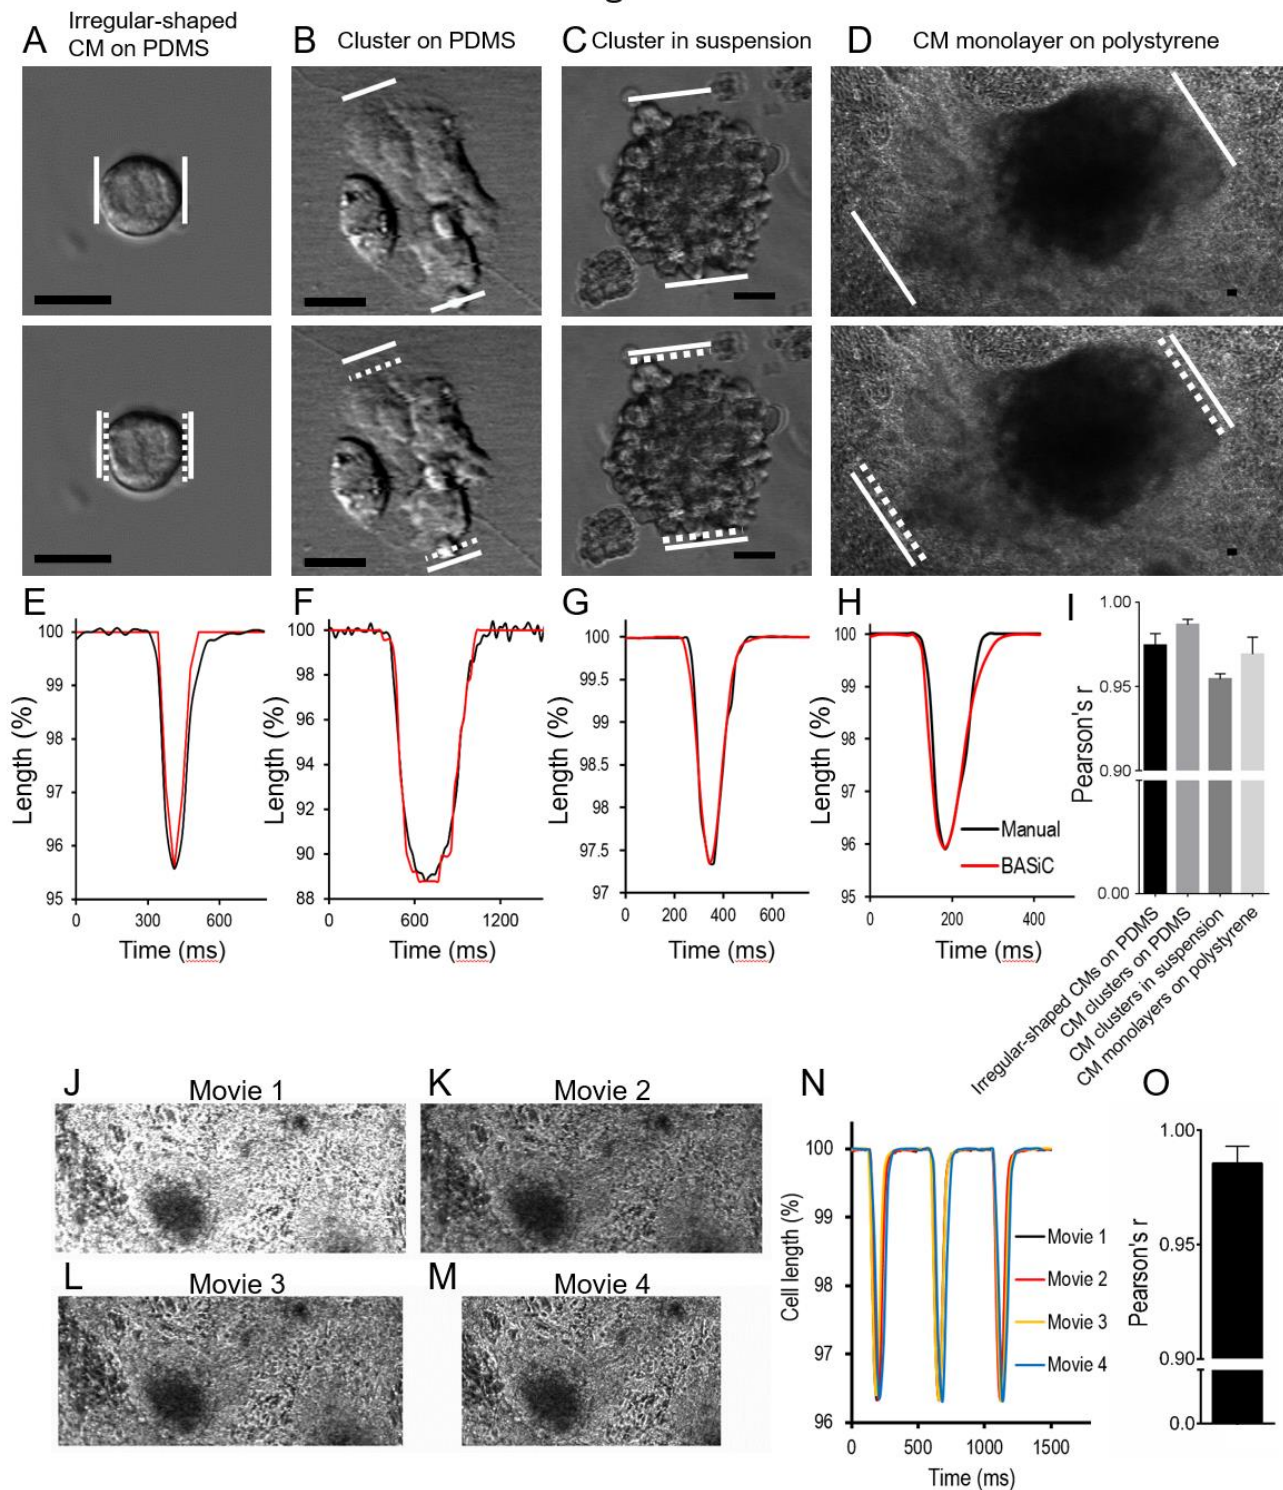 A
Irregular-shaped
CM on PDMS
B
Cluster on PDMS
C
Cluster in suspension
D
CM monolayer on polystyrene
E
Length (%)
100
99
98
97
96
95
0
300
600
Time (ms)
F
Length (%)
100
98
96
94
92
90
88
0
600
1200
Time (ms)
G
Length (%)
100
99.5
99
98.5
98
97.5
97
0
200
400
600
Time (ms)
H
Length (%)
100
99
98
97
96
95
Manual
BASiC
0
200
400
Time (ms)
I
Pearson's r
1.00
0.95
0.90
0.00
Irregular-shaped CMs on PDMS
CM clusters on PDMS
CM clusters in suspension
CM monolayers on polystyrene
J
Movie 1
K
Movie 2
L
Movie 3
M
Movie 4
N
Cell length (%)
100
99
98
97
96
Movie 1
Movie 2
Movie 3
Movie 4
0
500
1000
1500
Time (ms)
O
Pearson's r
1.00
0.95
0.90
0.0